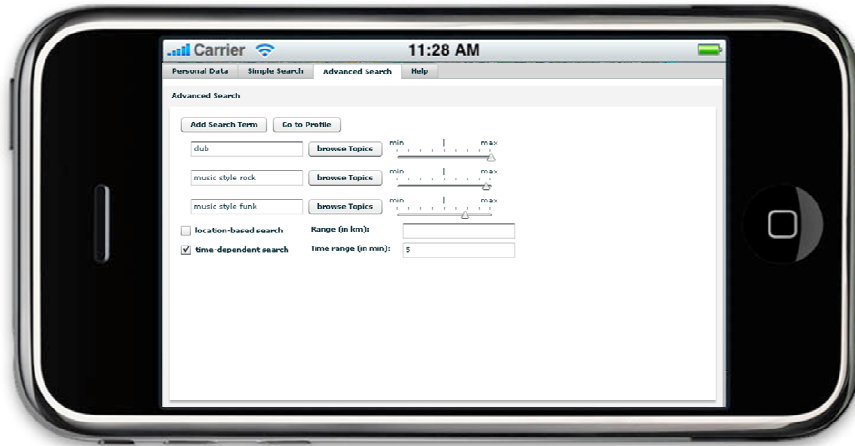 Carrier 11:28 AM
Personal Data Simple Search Advanced Search Help
Advanced Search
Add Search Term Go to Profile
club browse Topics min | max
music style rock browse Topics min | max
music style funk browse Topics min | max
location-based search Range (in km):
time-dependent search Time range (in min): 5